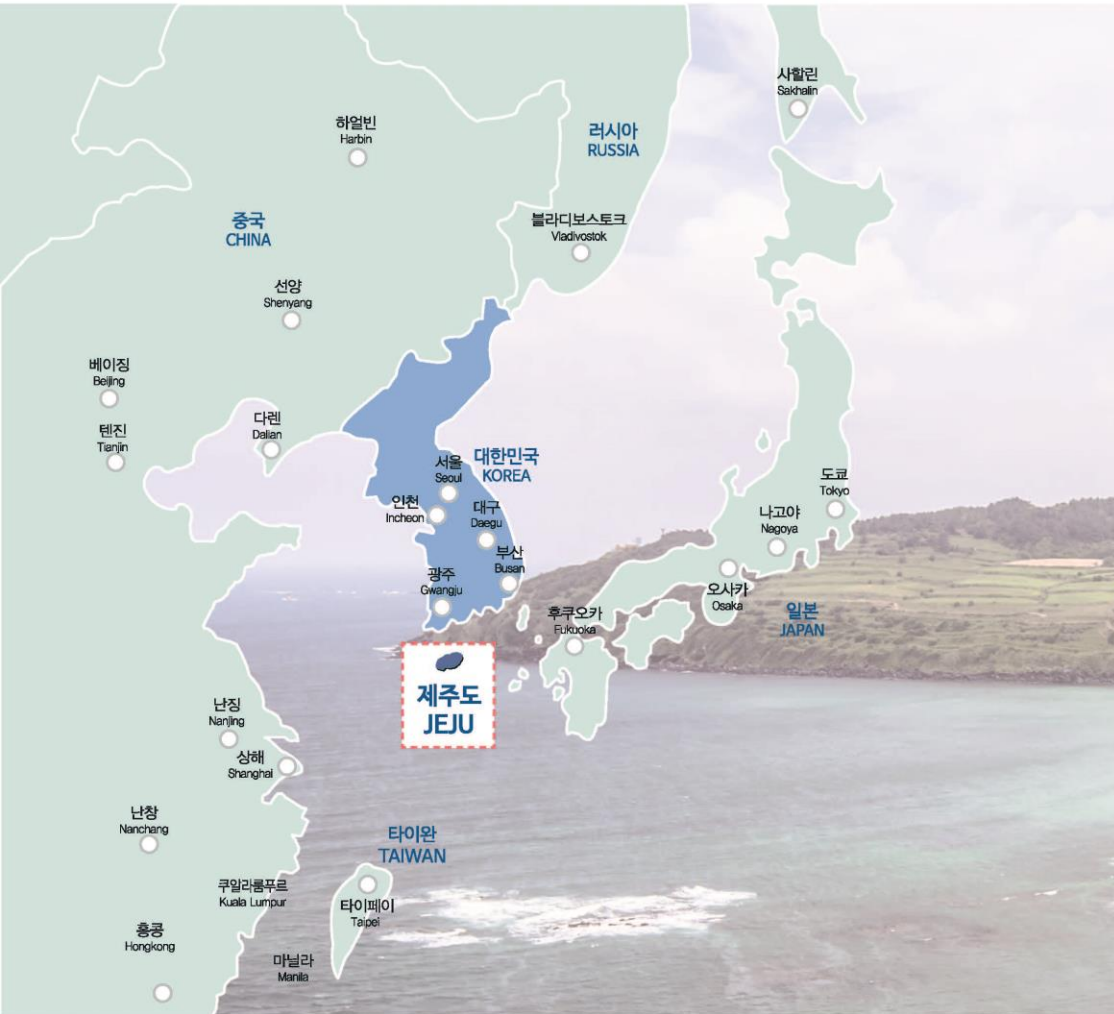 사할린
Sakhalin
하얼빈
Harbin
러시아
RUSSIA
중국
CHINA
블라디보스토크
Vladivostok
선양
Shenyang
베이징
Beijing
텐진
Tianjin
다렌
Dalian
서울
Seoul
대한민국
KOREA
인천
Incheon
대구
Daegu
부산
Busan
광주
Gwangju
도쿄
Tokyo
나고야
Nagoya
오사카
Osaka
후쿠오카
Fukuoka
일본
JAPAN
제주도
JEJU
난징
Nanjing
상해
Shanghai
난창
Nanchang
타이완
TAIWAN
쿠알라룸푸르
Kuala Lumpur
타이페이
Taipei
홍콩
Hongkong
마닐라
Manila